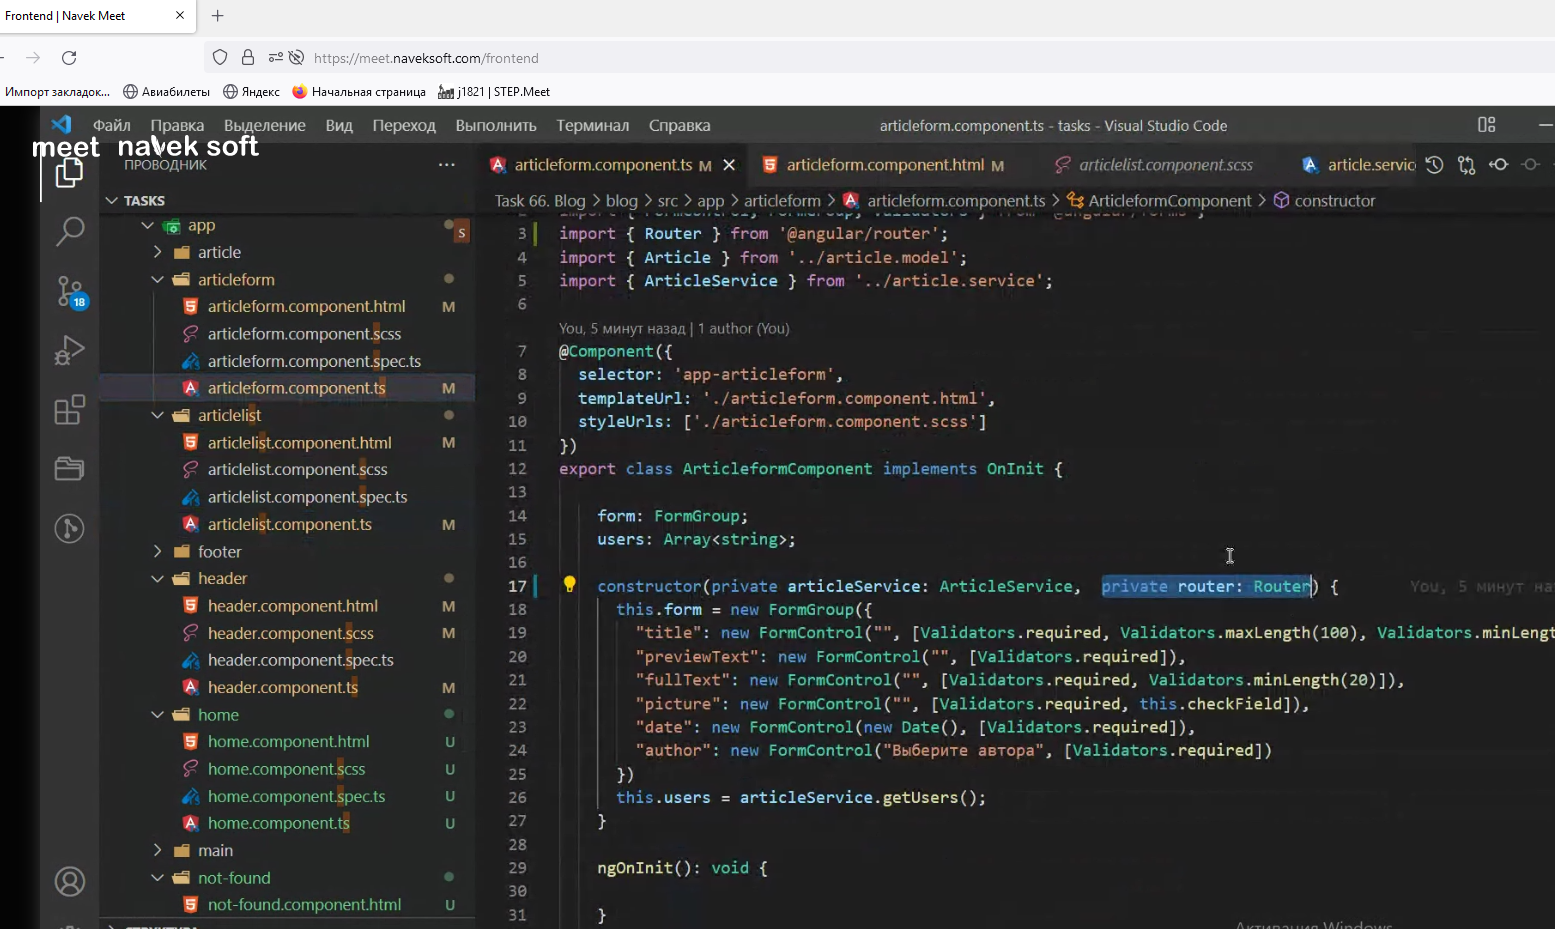 Frontend | Navek Meet
https://meet.naveksoft.com/frontend
Импорт закладок...
Авиабилеты
Яндекс
Начальная страница
j1821 | STEP.Meet
Файл Правка Выделение Вид Переход Выполнить Терминал Справка
articleform.component.ts - tasks - Visual Studio Code
meet navek soft
ПРОВОДНИК
articleform.component.ts M
articleform.component.html M
articlelist.component.scss
article.servic
TASKS
Task 66. Blog > blog > src > app > articleform > articleform.component.ts > ArticleformComponent > constructor
app
S
article
articleform
articleform.component.html M
articleform.component.scss
articleform.component.spec.ts
articleform.component.ts M
articlelist
articlelist.component.html M
articlelist.component.scss
articlelist.component.spec.ts
articlelist.component.ts M
footer
header
header.component.html M
header.component.scss M
header.component.spec.ts
header.component.ts M
home
home.component.html U
home.component.scss U
home.component.spec.ts U
home.component.ts U
main
not-found
not-found.component.html U
18
2 import { FormControl, FormGroup, Validators } from '@angular/forms';
3 import { Router } from '@angular/router';
4 import { Article } from '../article.model';
5 import { ArticleService } from '../article.service';
6
You, 5 минут назад | 1 author (You)
7 @Component({
8 selector: 'app-articleform',
9 templateUrl: './articleform.component.html',
10 styleUrls: ['./articleform.component.scss']
11 })
12 export class ArticleformComponent implements OnInit {
13
14 form: FormGroup;
15 users: Array<string>;
16
17 constructor(private articleService: ArticleService, private router: Router) { You, 5 минут на
18 this.form = new FormGroup({
19 "title": new FormControl("", [Validators.required, Validators.maxLength(100), Validators.minLengt
20 "previewText": new FormControl("", [Validators.required]),
21 "fullText": new FormControl("", [Validators.required, Validators.minLength(20)]),
22 "picture": new FormControl("", [Validators.required, this.checkField]),
23 "date": new FormControl(new Date(), [Validators.required]),
24 "author": new FormControl("Выберите автора", [Validators.required])
25 })
26 this.users = articleService.getUsers();
27 }
28
29 ngOnInit(): void {
30
31 }
Активация Windows